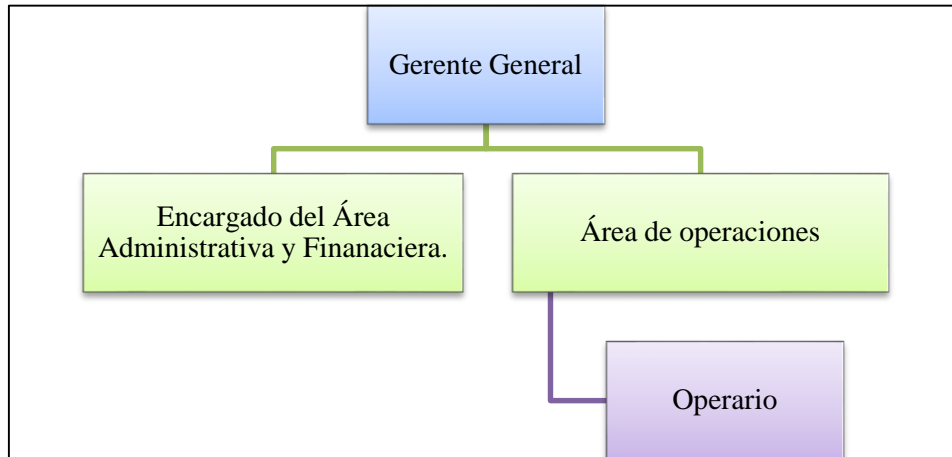 Gerente General
Encargado del Área
Administrativa y Finanaciera.
Área de operaciones
Operario